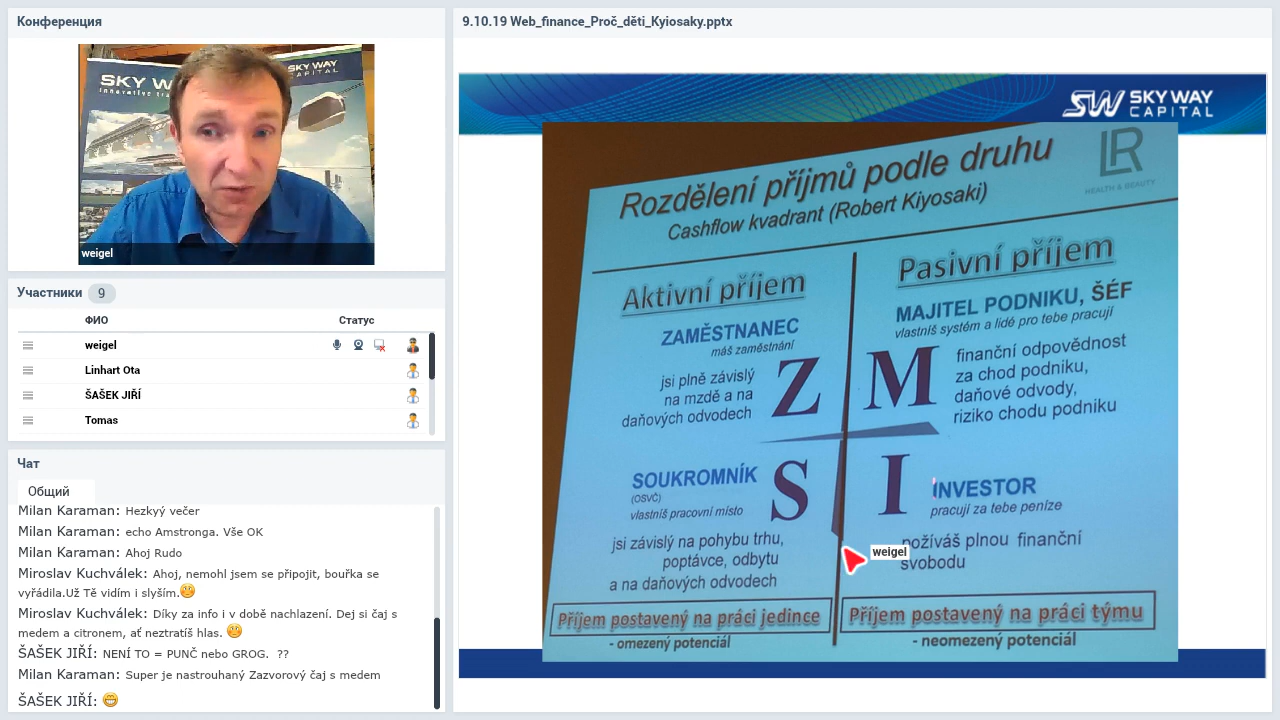 Конференция
SKY W
Innovative tra
SKY WAY
CAPITAL
weigel
Участники 9
ФИО Статус
weigel
Linhart Ota
ŠAŠEK JIŘÍ
Tomas
Чат
Общий
Milan Karaman: Hezkyý večer
Milan Karaman: echo Amstronga. Vše OK
Milan Karaman: Ahoj Rudo
Miroslav Kuchválek: Ahoj, nemohl jsem se připojit, bouřka se
vyřádila.Už Tě vidím i slyším.
Miroslav Kuchválek: Díky za info i v době nachlazení. Dej si čaj s
medem a citronem, ať neztratíš hlas.
ŠAŠEK JIŘÍ: NENÍ TO = PUNČ nebo GROG. ??
Milan Karaman: Super je nastrouhaný Zazvorový čaj s medem
ŠAŠEK JIŘÍ:
9.10.19 Web_finance_Proč_děti_Kyiosaky.pptx
SW SKY WAY
CAPITAL
LR
HEALTH & BEAUTY
Rozdělení příjmů podle druhu
Cashflow kvadrant (Robert Kiyosaki)
Aktivní příjem
ZAMĚSTNANEC
máš zaměstnání
jsi plně závislý
na mzdě a na
daňových odvodech
Z
Pasivní příjem
MAJITEL PODNIKU, ŠÉF
vlastníš systém a lidé pro tebe pracují
M
finanční odpovědnost
za chod podniku,
daňové odvody,
riziko chodu podniku
SOUKROMNÍK
(OSVČ)
vlastníš pracovní místo
S
jsi závislý na pohybu trhu,
poptávce, odbytu
a na daňových odvodech
I
INVESTOR
pracují za tebe peníze
požíváš plnou finanční
svobodu
weigel
Příjem postavený na práci jedince
- omezený potenciál
Příjem postavený na práci týmu
- neomezený potenciál